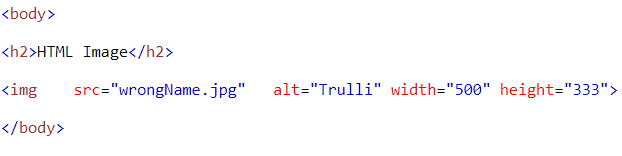 <body>
<h2>HTML Image</h2>
<img    src="wrongName.jpg"   alt="Trulli" width="500" height="333">
</body>